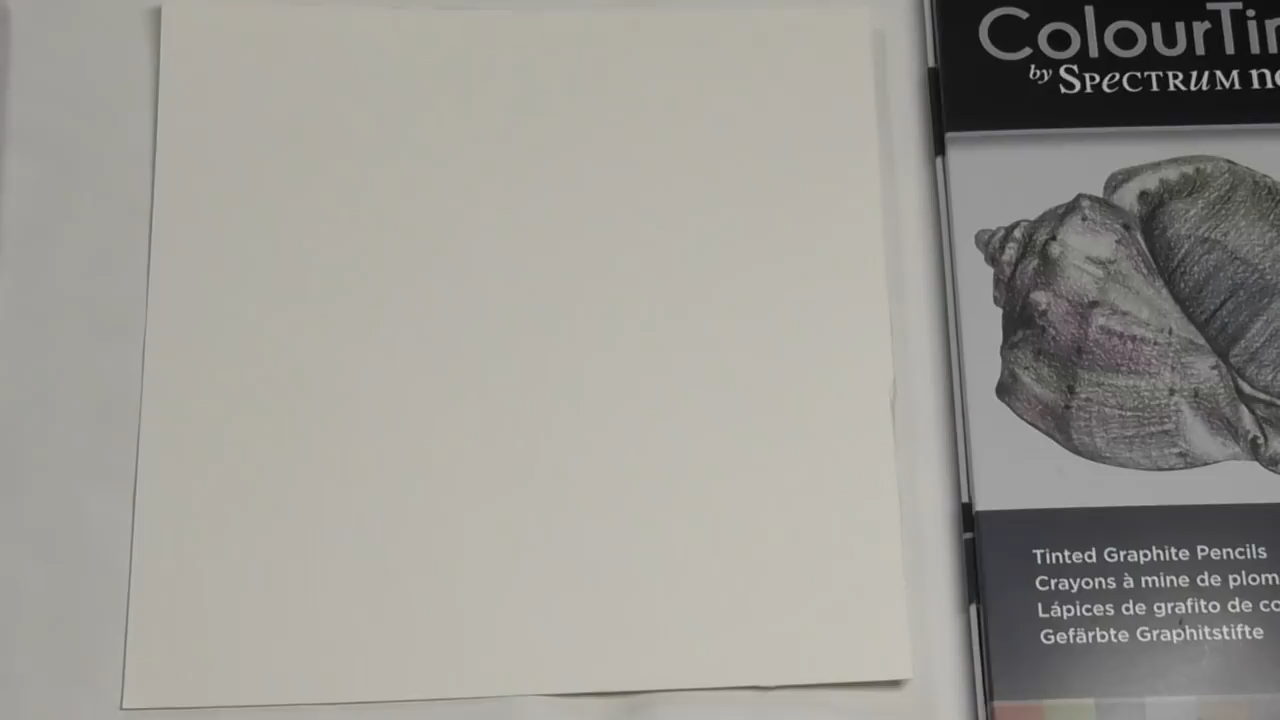 ColourTin
by SPECTRUM no
Tinted Graphite Pencils
Crayons à mine de plom
Lápices de grafito de co
Gefärbte Graphitstifte